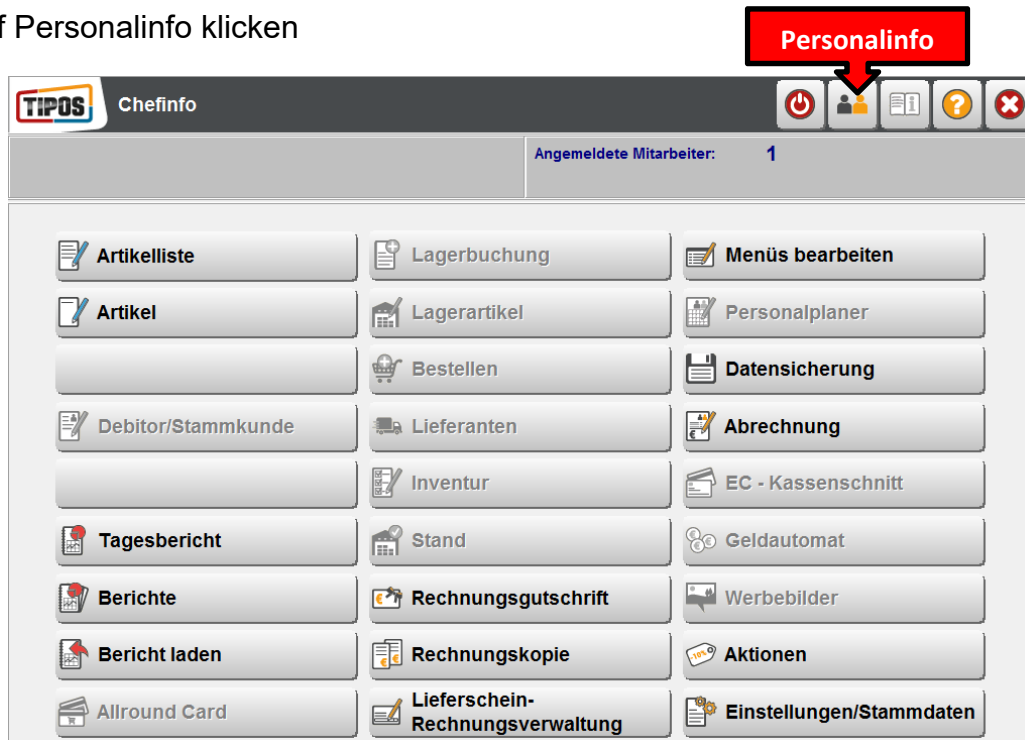 f Personalinfo klicken
Personalinfo
TIPOS Chefinfo
Angemeldete Mitarbeiter: 1
Artikelliste
Lagerbuchung
Menüs bearbeiten
Artikel
Lagerartikel
Personalplaner
Bestellen
Datensicherung
Debitor/Stammkunde
Lieferanten
Abrechnung
Inventur
EC - Kassenschnitt
Tagesbericht
Stand
Geldautomat
Berichte
Rechnungsgutschrift
Werbebilder
Bericht laden
Rechnungskopie
-10%
Aktionen
Allround Card
Lieferschein-
Rechnungsverwaltung
Einstellungen/Stammdaten